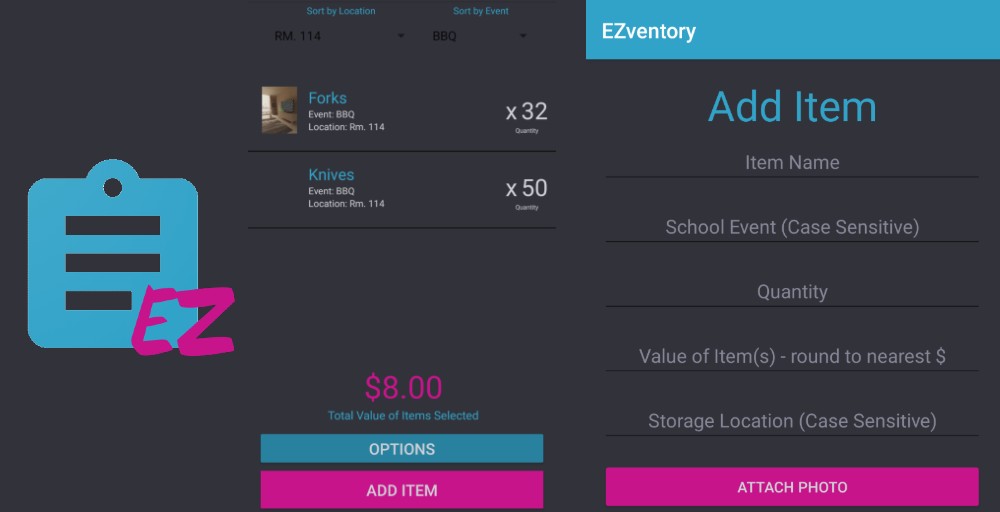 EZ
Sort by Location
Sort by Event
RM. 114
BBQ
Forks
Event: BBQ
Location: Rm. 114
x 32
Quantity
Knives
Event: BBQ
Location: Rm. 114
x 50
Quantity
$8.00
Total Value of Items Selected
OPTIONS
ADD ITEM
EZventory
Add Item
Item Name
School Event (Case Sensitive)
Quantity
Value of Item(s) - round to nearest $
Storage Location (Case Sensitive)
ATTACH PHOTO